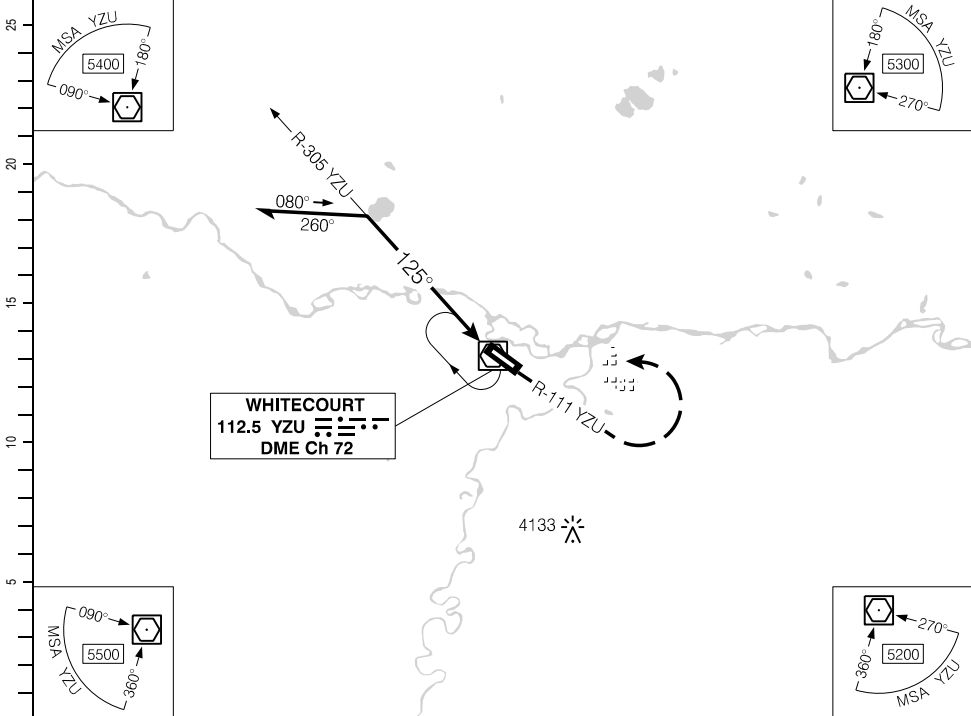 25
20
15
10
5
MSA YZU
5400
180°
090°
MSA YZU
5300
180°
270°
R-305 YZU
080°
260°
125°
WHITECOURT
112.5 YZU
DME Ch 72
R-111 YZU
4133
090°
MSA YZU
5500
360°
270°
5200
360°
MSA YZU